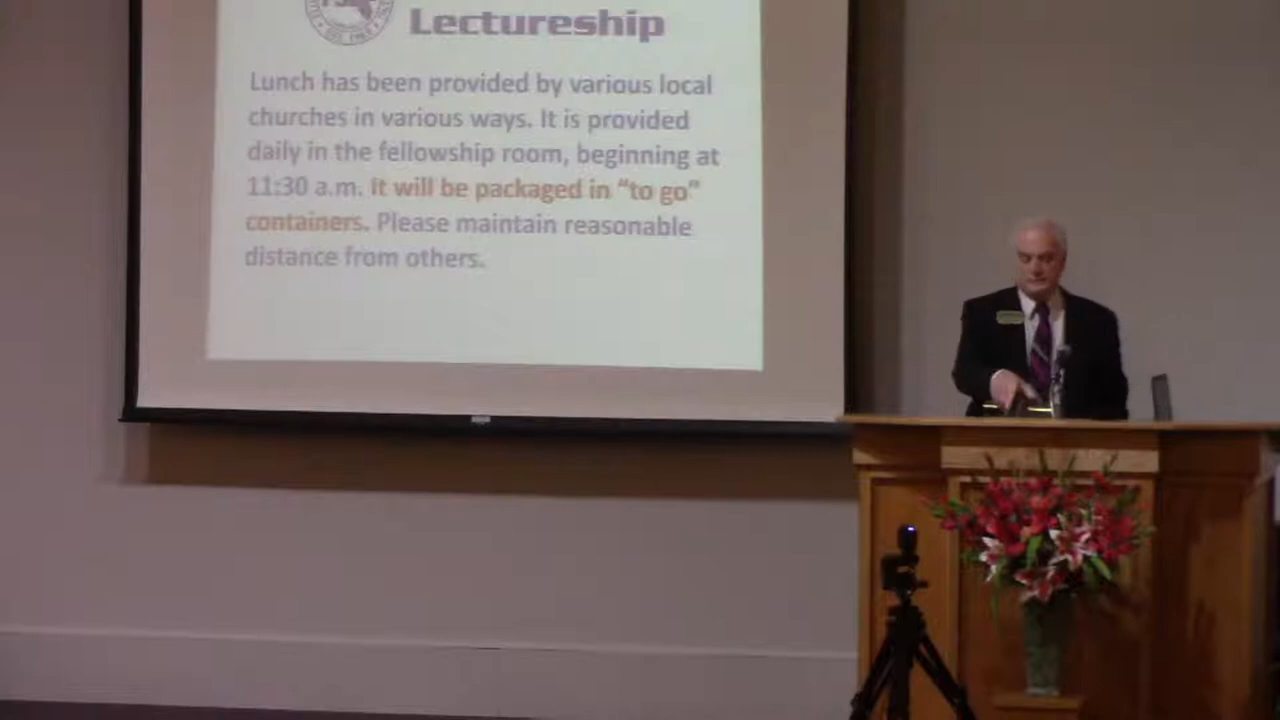 Lectureship
Lunch has been provided by various local
churches in various ways. It is provided
daily in the fellowship room, beginning at
11:30 a.m. It will be packaged in “to go”
containers. Please maintain reasonable
distance from others.